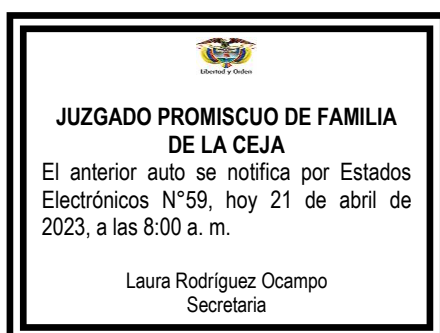 Libertad y Orden
JUZGADO PROMISCUO DE FAMILIA
DE LA CEJA
El anterior auto se notifica por Estados
Electrónicos N°59, hoy 21 de abril de
2023, a las 8:00 a. m.
Laura Rodríguez Ocampo
Secretaria